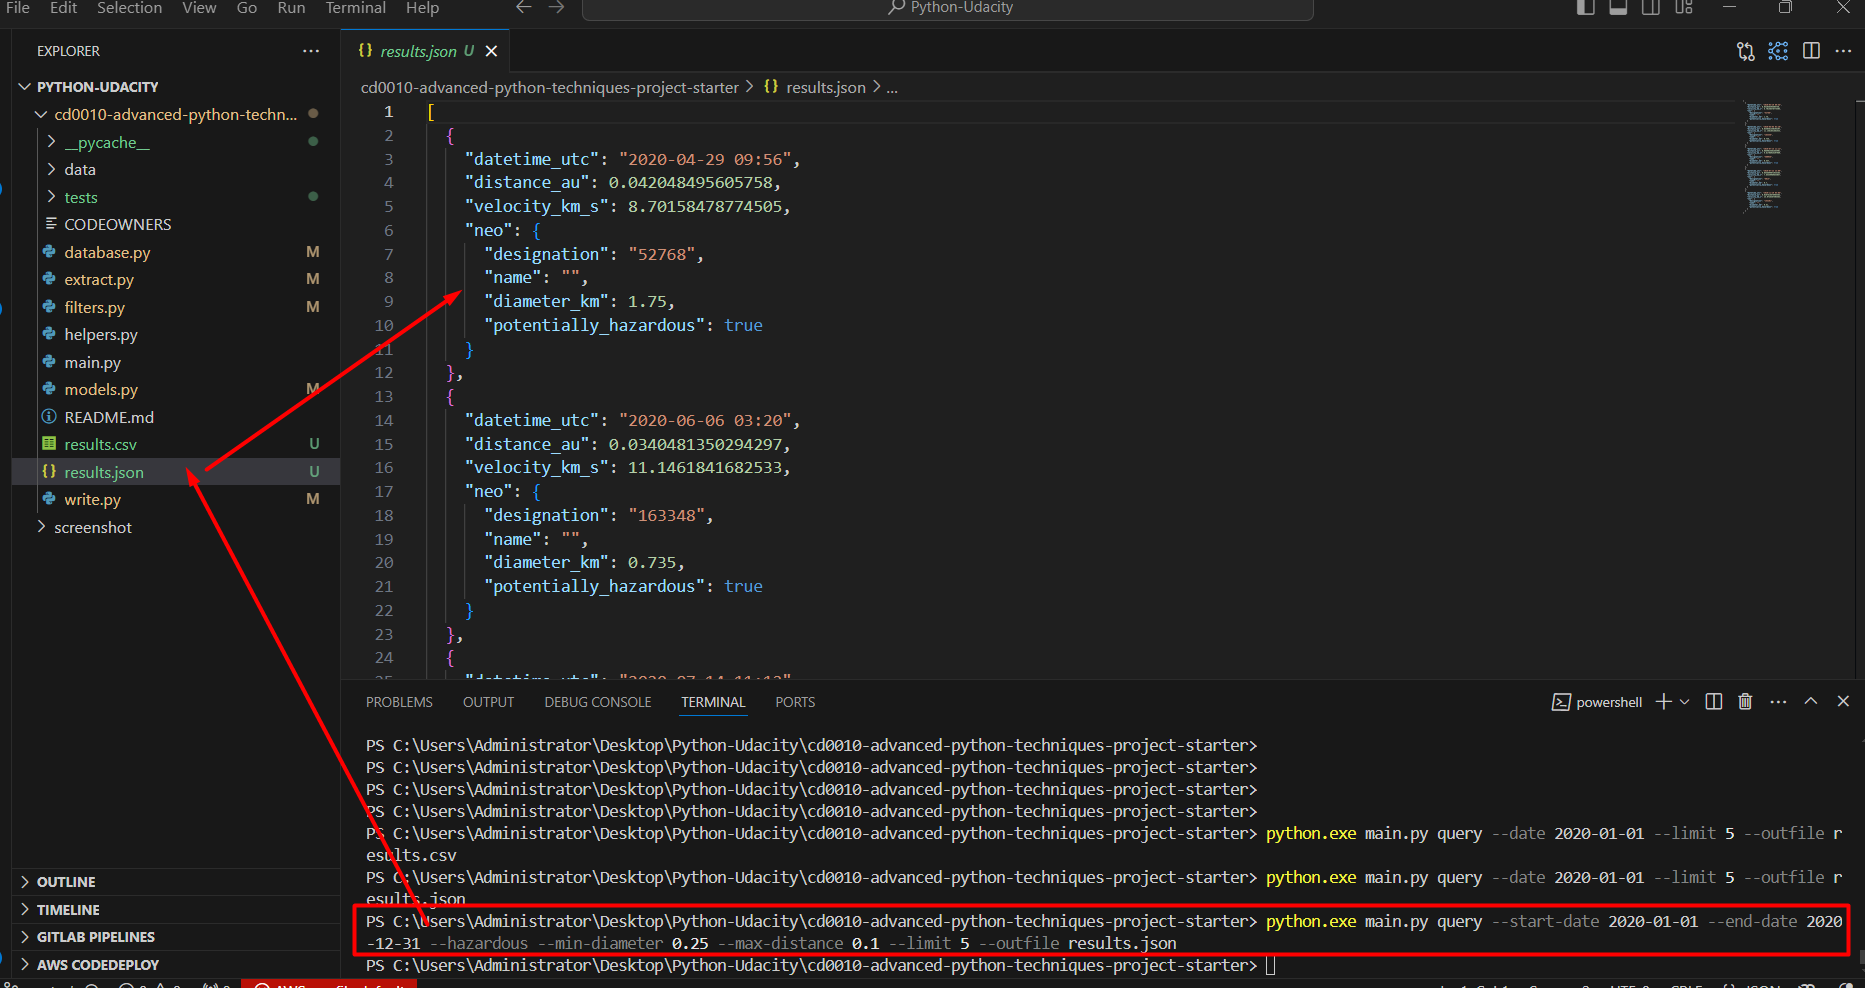 File Edit Selection View Go Run Terminal Help
Python-Udacity
EXPLORER
PYTHON-UDACITY
cd0010-advanced-python-techn...
__pycache__
data
tests
CODEOWNERS
database.py M
extract.py M
filters.py M
helpers.py
main.py
models.py M
README.md
results.csv U
results.json U
write.py M
screenshot
OUTLINE
TIMELINE
GITLAB PIPELINES
AWS CODEDEPLOY
{} results.json U
cd0010-advanced-python-techniques-project-starter > {} results.json > ...
1 [
2 {
3 "datetime_utc": "2020-04-29 09:56",
4 "distance_au": 0.042048495605758,
5 "velocity_km_s": 8.70158478774505,
6 "neo": {
7 "designation": "52768",
8 "name": "",
9 "diameter_km": 1.75,
10 "potentially_hazardous": true
11 }
12 },
13 {
14 "datetime_utc": "2020-06-06 03:20",
15 "distance_au": 0.0340481350294297,
16 "velocity_km_s": 11.1461841682533,
17 "neo": {
18 "designation": "163348",
19 "name": "",
20 "diameter_km": 0.735,
21 "potentially_hazardous": true
22 }
23 },
24 {
PROBLEMS OUTPUT DEBUG CONSOLE TERMINAL PORTS
powershell
PS C:\Users\Administrator\Desktop\Python-Udacity\cd0010-advanced-python-techniques-project-starter>
PS C:\Users\Administrator\Desktop\Python-Udacity\cd0010-advanced-python-techniques-project-starter>
PS C:\Users\Administrator\Desktop\Python-Udacity\cd0010-advanced-python-techniques-project-starter>
PS C:\Users\Administrator\Desktop\Python-Udacity\cd0010-advanced-python-techniques-project-starter>
PS C:\Users\Administrator\Desktop\Python-Udacity\cd0010-advanced-python-techniques-project-starter> python.exe main.py query --date 2020-01-01 --limit 5 --outfile r
esults.csv
PS C:\Users\Administrator\Desktop\Python-Udacity\cd0010-advanced-python-techniques-project-starter> python.exe main.py query --date 2020-01-01 --limit 5 --outfile r
esults.json
PS C:\Users\Administrator\Desktop\Python-Udacity\cd0010-advanced-python-techniques-project-starter> python.exe main.py query --start-date 2020-01-01 --end-date 2020
-12-31 --hazardous --min-diameter 0.25 --max-distance 0.1 --limit 5 --outfile results.json
PS C:\Users\Administrator\Desktop\Python-Udacity\cd0010-advanced-python-techniques-project-starter>